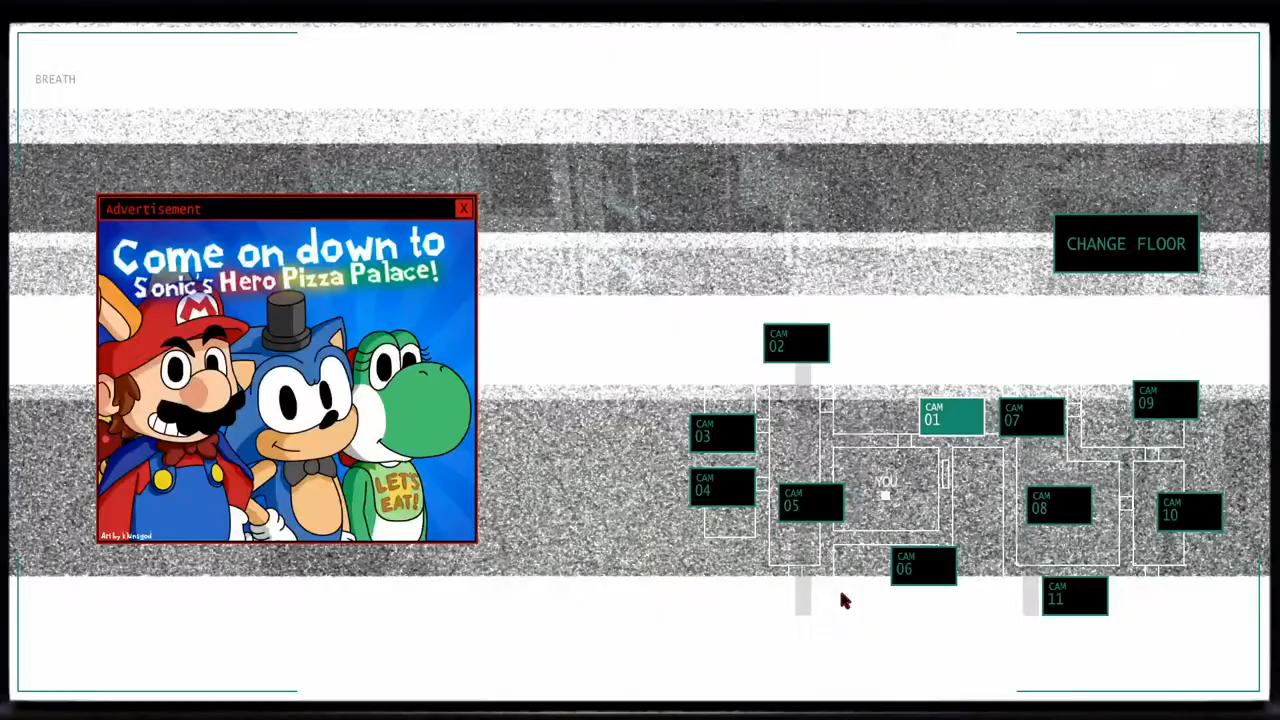 BREATH
Advertisement X
Come on down to
Sonic's Hero Pizza Palace!
M
LETS
EAT!
CHANGE FLOOR
CAM
02
CAM
09
CAM
01
CAM
07
CAM
03
CAM
04
CAM
05
YOU
CAM
08
CAM
10
CAM
06
CAM
11